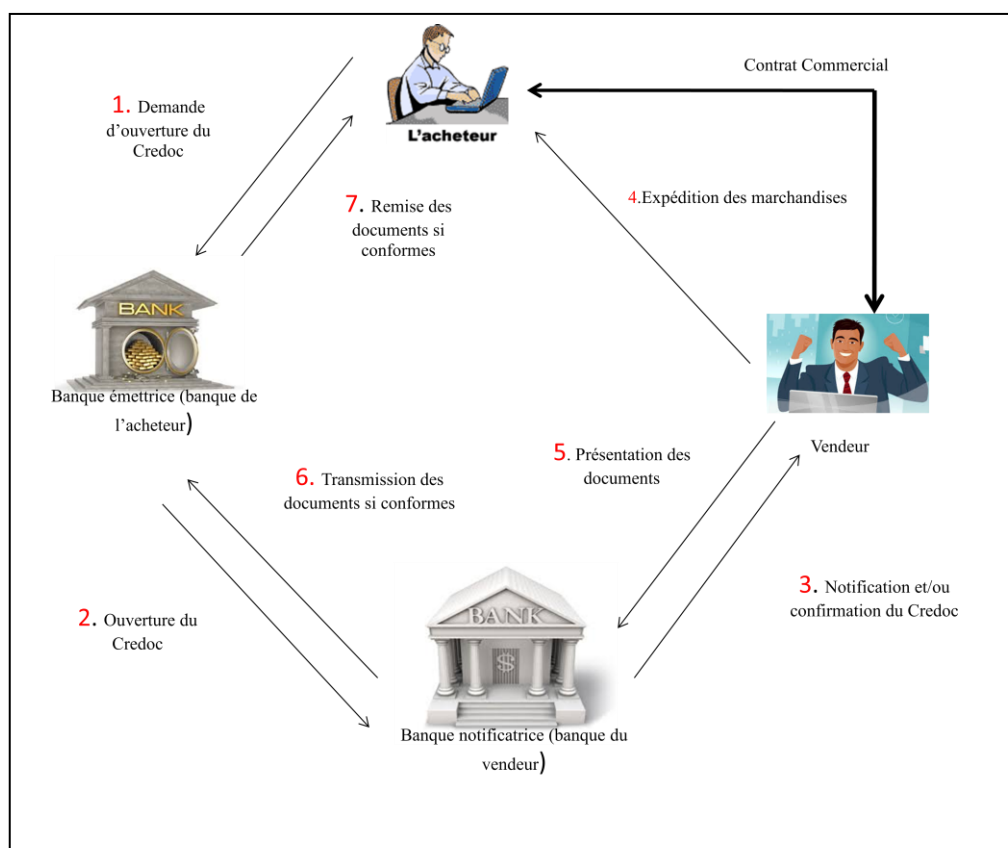 Contrat Commercial
L'acheteur
1. Demande
d'ouverture du
Credoc
7. Remise des
documents si
conformes
4.Expédition des marchandises
BANK
Banque émettrice (banque de
l'acheteur)
Vendeur
5. Présentation des
documents
6. Transmission des
documents si conformes
3. Notification et/ou
confirmation du Credoc
2. Ouverture du
Credoc
BANK
$
Banque notificatrice (banque du
vendeur)